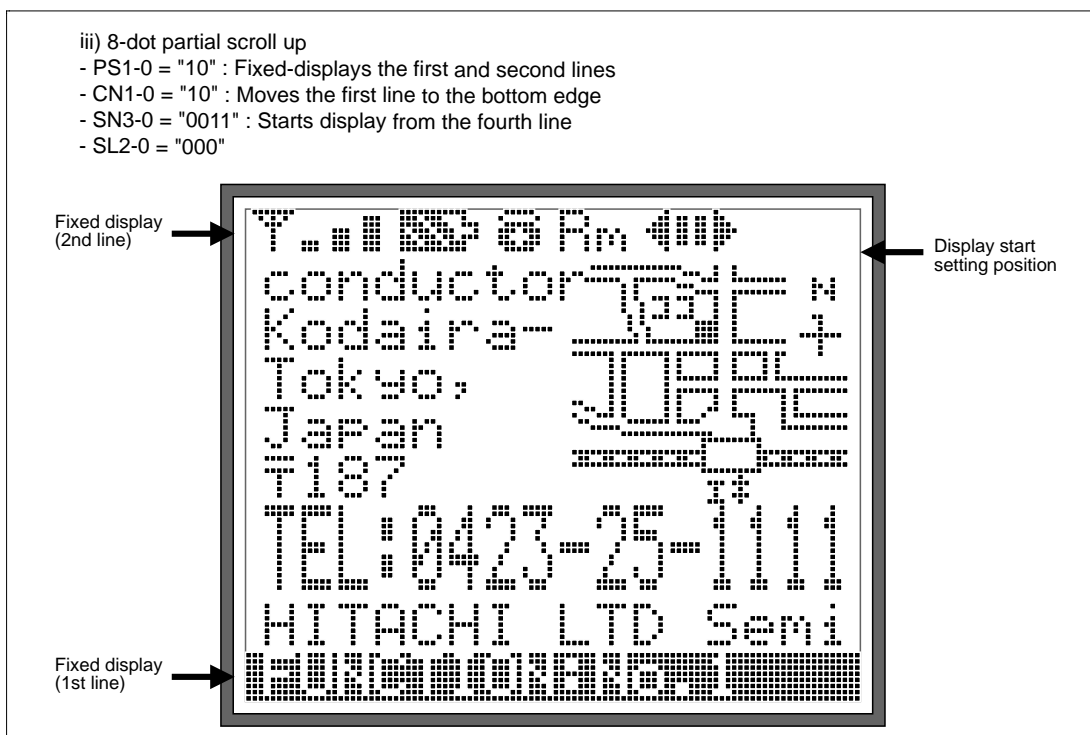 iii) 8-dot partial scroll up
- PS1-0 = "10" : Fixed-displays the first and second lines
- CN1-0 = "10" : Moves the first line to the bottom edge
- SN3-0 = "0011" : Starts display from the fourth line
- SL2-0 = "000"
Fixed display
(2nd line)
Display start
setting position
Rm
conductor
N
Kodaira-
Tokyo,
Japan
T187
TEL:0423-25-1111
HITACHI LTD Semi
Fixed display
(1st line)